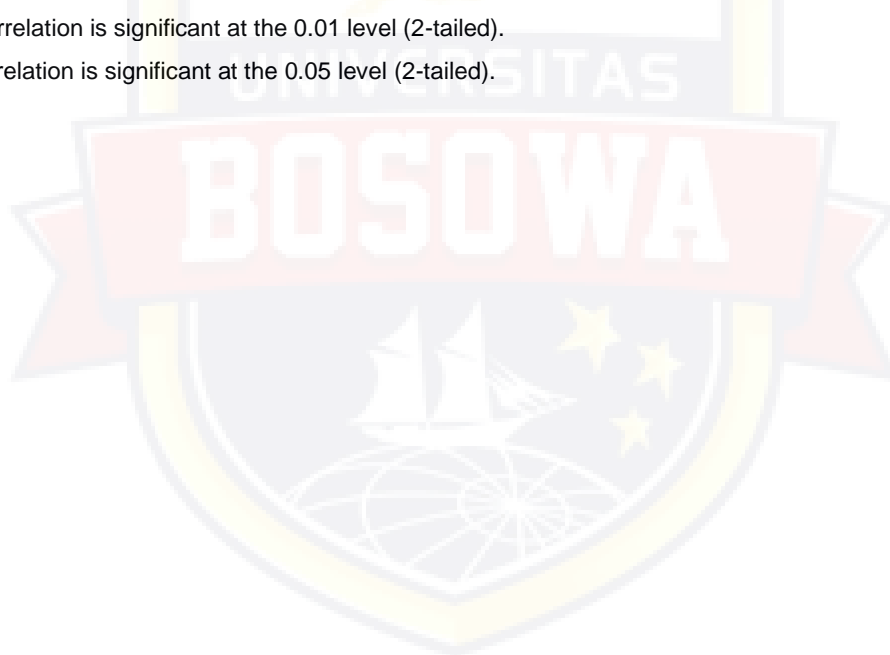 rrelation is significant at the 0.01 level (2-tailed).
relation is significant at the 0.05 level (2-tailed).
UNIVERSITAS
BOSOWA